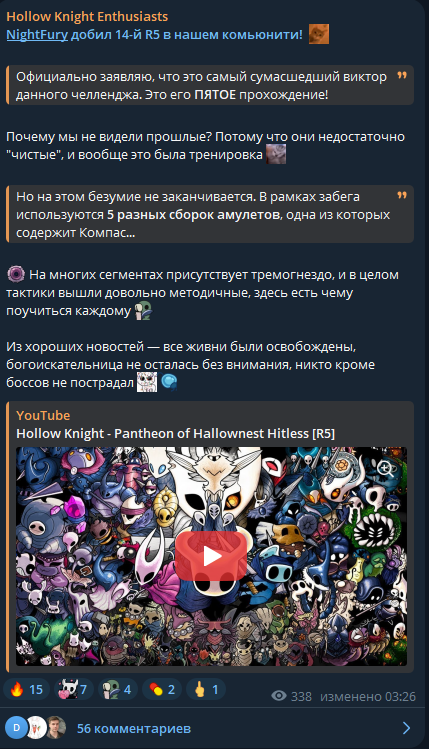 Hollow Knight Enthusiasts
NightFury добил 14-й R5 в нашем комьюнити!
Официально заявляю, что это самый сумасшедший виктор
данного челленджа. Это его ПЯТОЕ прохождение!
Почему мы не видели прошлые? Потому что они недостаточно
"чистые", и вообще это была тренировка
Но на этом безумие не заканчивается. В рамках забега
используются 5 разных сборок амулетов, одна из которых
содержит Компас...
На многих сегментах присутствует тремогнездо, и в целом
тактики вышли довольно методичные, здесь есть чему
поучиться каждому
Из хороших новостей — все живни были освобождены,
богоискательница не осталась без внимания, никто кроме
боссов не пострадал
YouTube
Hollow Knight - Pantheon of Hallownest Hitless [R5]
15 7 4 2 1
338 изменено 03:26
D 56 комментариев